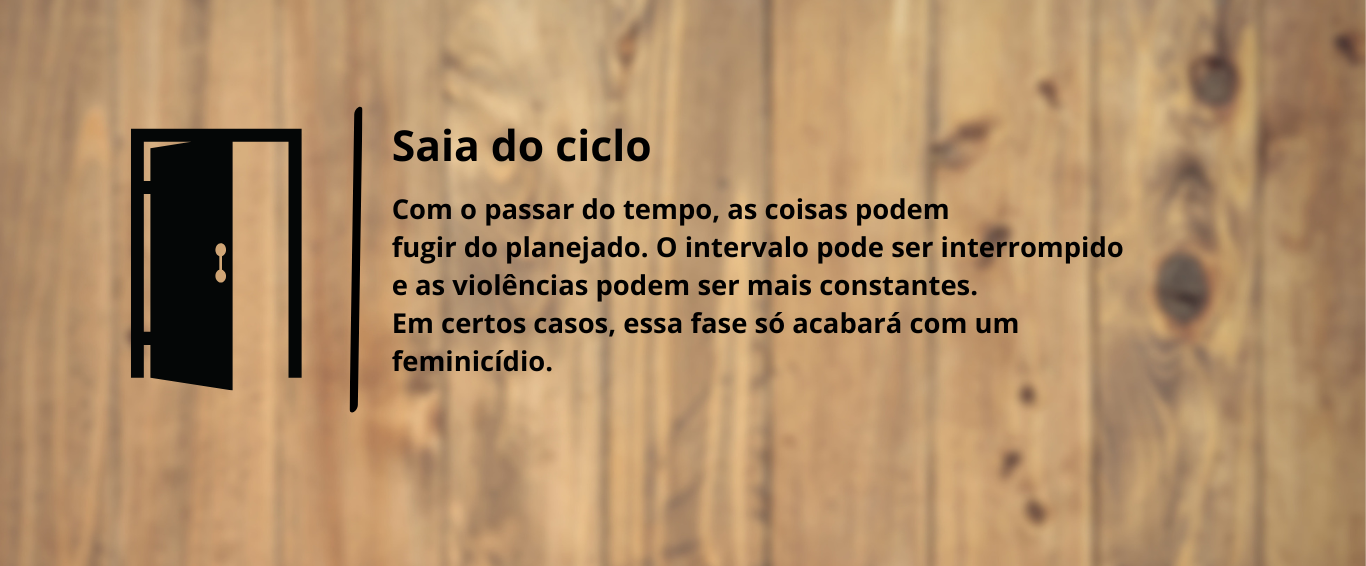 Saia do ciclo
Com o passar do tempo, as coisas podem
fugir do planejado. O intervalo pode ser interrompido
e as violências podem ser mais constantes.
Em certos casos, essa fase só acabará com um
feminicídio.